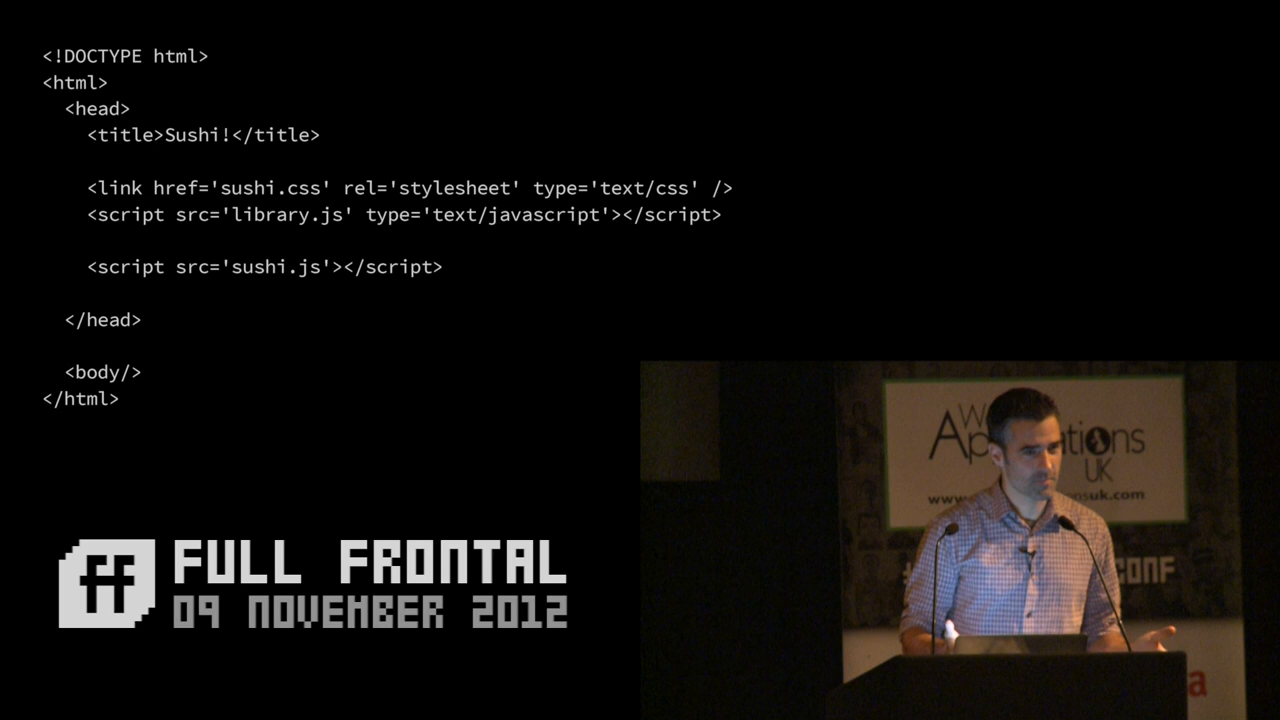 <!DOCTYPE html>
<html>
<head>
<title>Sushi!</title>
<link href='sushi.css' rel='stylesheet' type='text/css' />
<script src='library.js' type='text/javascript'></script>
<script src='sushi.js'></script>
</head>
<body/>
</html>
ff
FULL FRONTAL
09 NOVEMBER 2012
UK
CONF